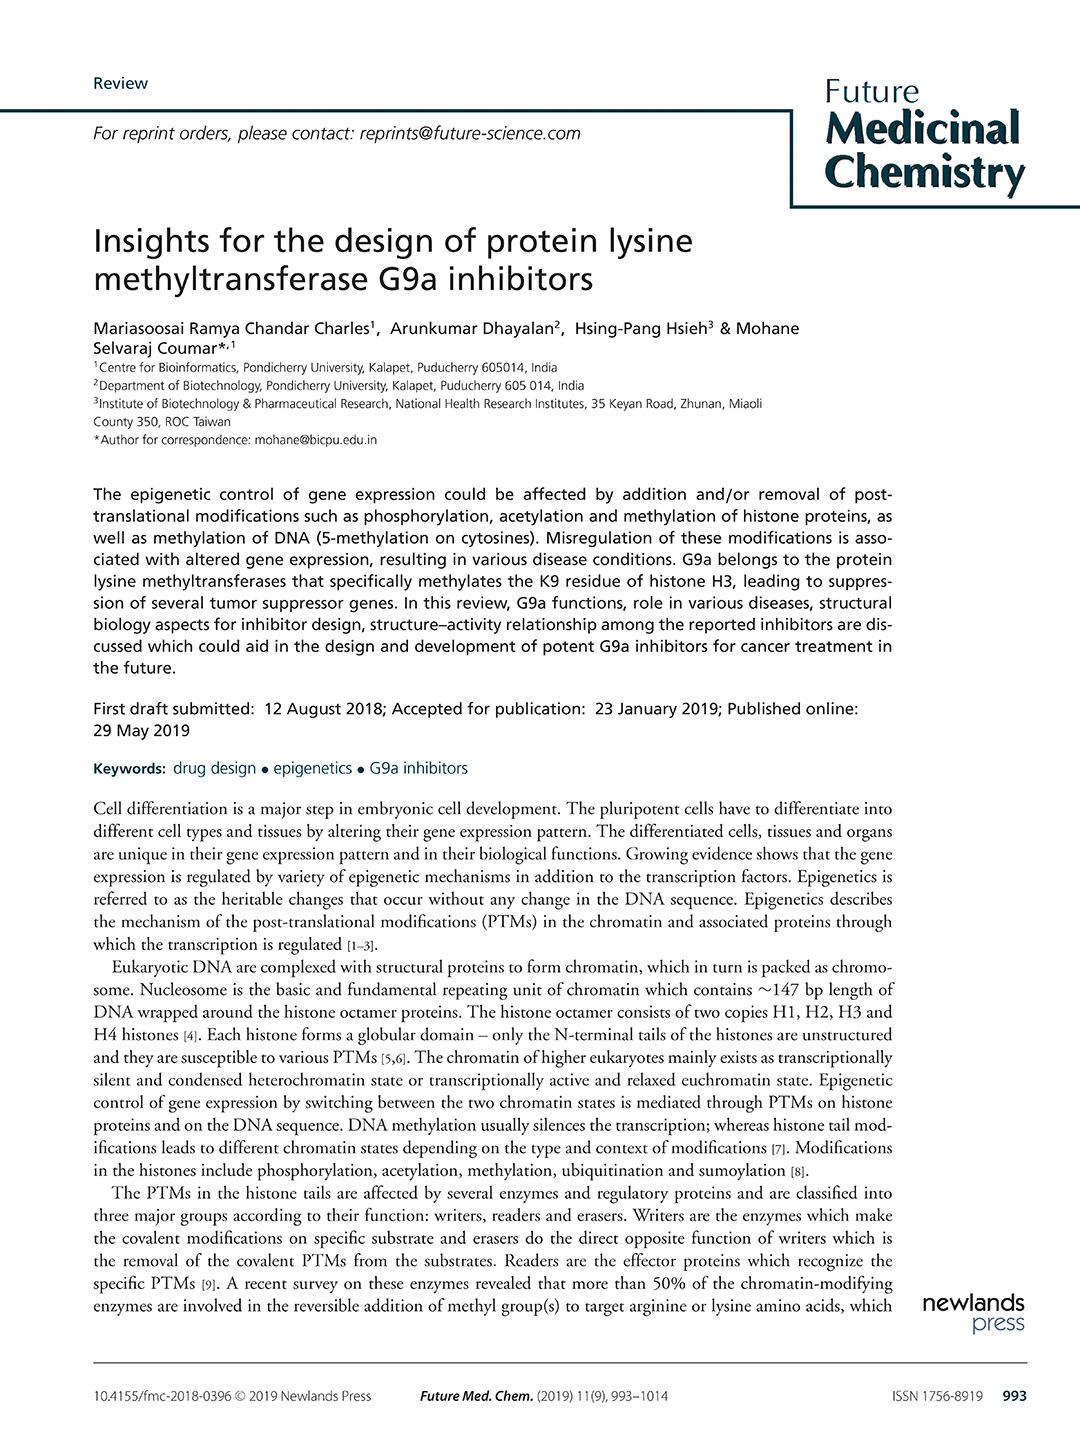 Review
For reprint orders, please contact: reprints@future-science.com
Future
Medicinal
Chemistry
Insights for the design of protein lysine
methyltransferase G9a inhibitors
Mariasoosai Ramya Chandar Charles1, Arunkumar Dhayalan2, Hsing-Pang Hsieh3 & Mohane
Selvaraj Coumar*,1
1Centre for Bioinformatics, Pondicherry University, Kalapet, Puducherry 605014, India
2Department of Biotechnology, Pondicherry University, Kalapet, Puducherry 605 014, India
3Institute of Biotechnology & Pharmaceutical Research, National Health Research Institutes, 35 Keyan Road, Zhunan, Miaoli
County 350, ROC Taiwan
*Author for correspondence: mohane@bicpu.edu.in
The epigenetic control of gene expression could be affected by addition and/or removal of post-
translational modifications such as phosphorylation, acetylation and methylation of histone proteins, as
well as methylation of DNA (5-methylation on cytosines). Misregulation of these modifications is asso-
ciated with altered gene expression, resulting in various disease conditions. G9a belongs to the protein
lysine methyltransferases that specifically methylates the K9 residue of histone H3, leading to suppres-
sion of several tumor suppressor genes. In this review, G9a functions, role in various diseases, structural
biology aspects for inhibitor design, structure–activity relationship among the reported inhibitors are dis-
cussed which could aid in the design and development of potent G9a inhibitors for cancer treatment in
the future.
First draft submitted: 12 August 2018; Accepted for publication: 23 January 2019; Published online:
29 May 2019
Keywords: drug design • epigenetics • G9a inhibitors
Cell differentiation is a major step in embryonic cell development. The pluripotent cells have to differentiate into
different cell types and tissues by altering their gene expression pattern. The differentiated cells, tissues and organs
are unique in their gene expression pattern and in their biological functions. Growing evidence shows that the gene
expression is regulated by variety of epigenetic mechanisms in addition to the transcription factors. Epigenetics is
referred to as the heritable changes that occur without any change in the DNA sequence. Epigenetics describes
the mechanism of the post-translational modifications (PTMs) in the chromatin and associated proteins through
which the transcription is regulated [1–3].
Eukaryotic DNA are complexed with structural proteins to form chromatin, which in turn is packed as chromo-
some. Nucleosome is the basic and fundamental repeating unit of chromatin which contains ∼147 bp length of
DNA wrapped around the histone octamer proteins. The histone octamer consists of two copies H1, H2, H3 and
H4 histones [4]. Each histone forms a globular domain – only the N-terminal tails of the histones are unstructured
and they are susceptible to various PTMs [5,6]. The chromatin of higher eukaryotes mainly exists as transcriptionally
silent and condensed heterochromatin state or transcriptionally active and relaxed euchromatin state. Epigenetic
control of gene expression by switching between the two chromatin states is mediated through PTMs on histone
proteins and on the DNA sequence. DNA methylation usually silences the transcription; whereas histone tail mod-
ifications leads to different chromatin states depending on the type and context of modifications [7]. Modifications
in the histones include phosphorylation, acetylation, methylation, ubiquitination and sumoylation [8].
The PTMs in the histone tails are affected by several enzymes and regulatory proteins and are classified into
three major groups according to their function: writers, readers and erasers. Writers are the enzymes which make
the covalent modifications on specific substrate and erasers do the direct opposite function of writers which is
the removal of the covalent PTMs from the substrates. Readers are the effector proteins which recognize the
specific PTMs [9]. A recent survey on these enzymes revealed that more than 50% of the chromatin-modifying
enzymes are involved in the reversible addition of methyl group(s) to target arginine or lysine amino acids, which
newlands
press
10.4155/fmc-2018-0396 © 2019 Newlands Press
Future Med. Chem. (2019) 11(9), 993–1014
ISSN 1756-8919
993